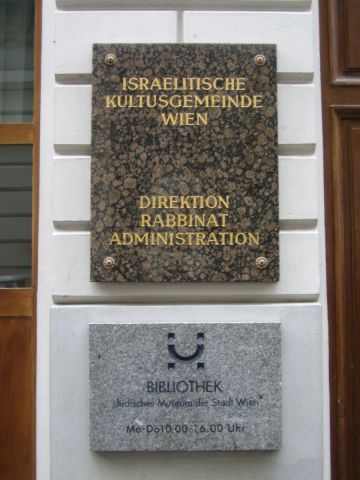 ISRAELITISCHE
KULTUSGEMEINDE
WIEN
DIREKTION
RABBINAT
ADMINISTRATION
BIBLIOTHEK
Jüdisches Museum der Stadt Wien
Mo-Do 10.00-16.00 Uhr